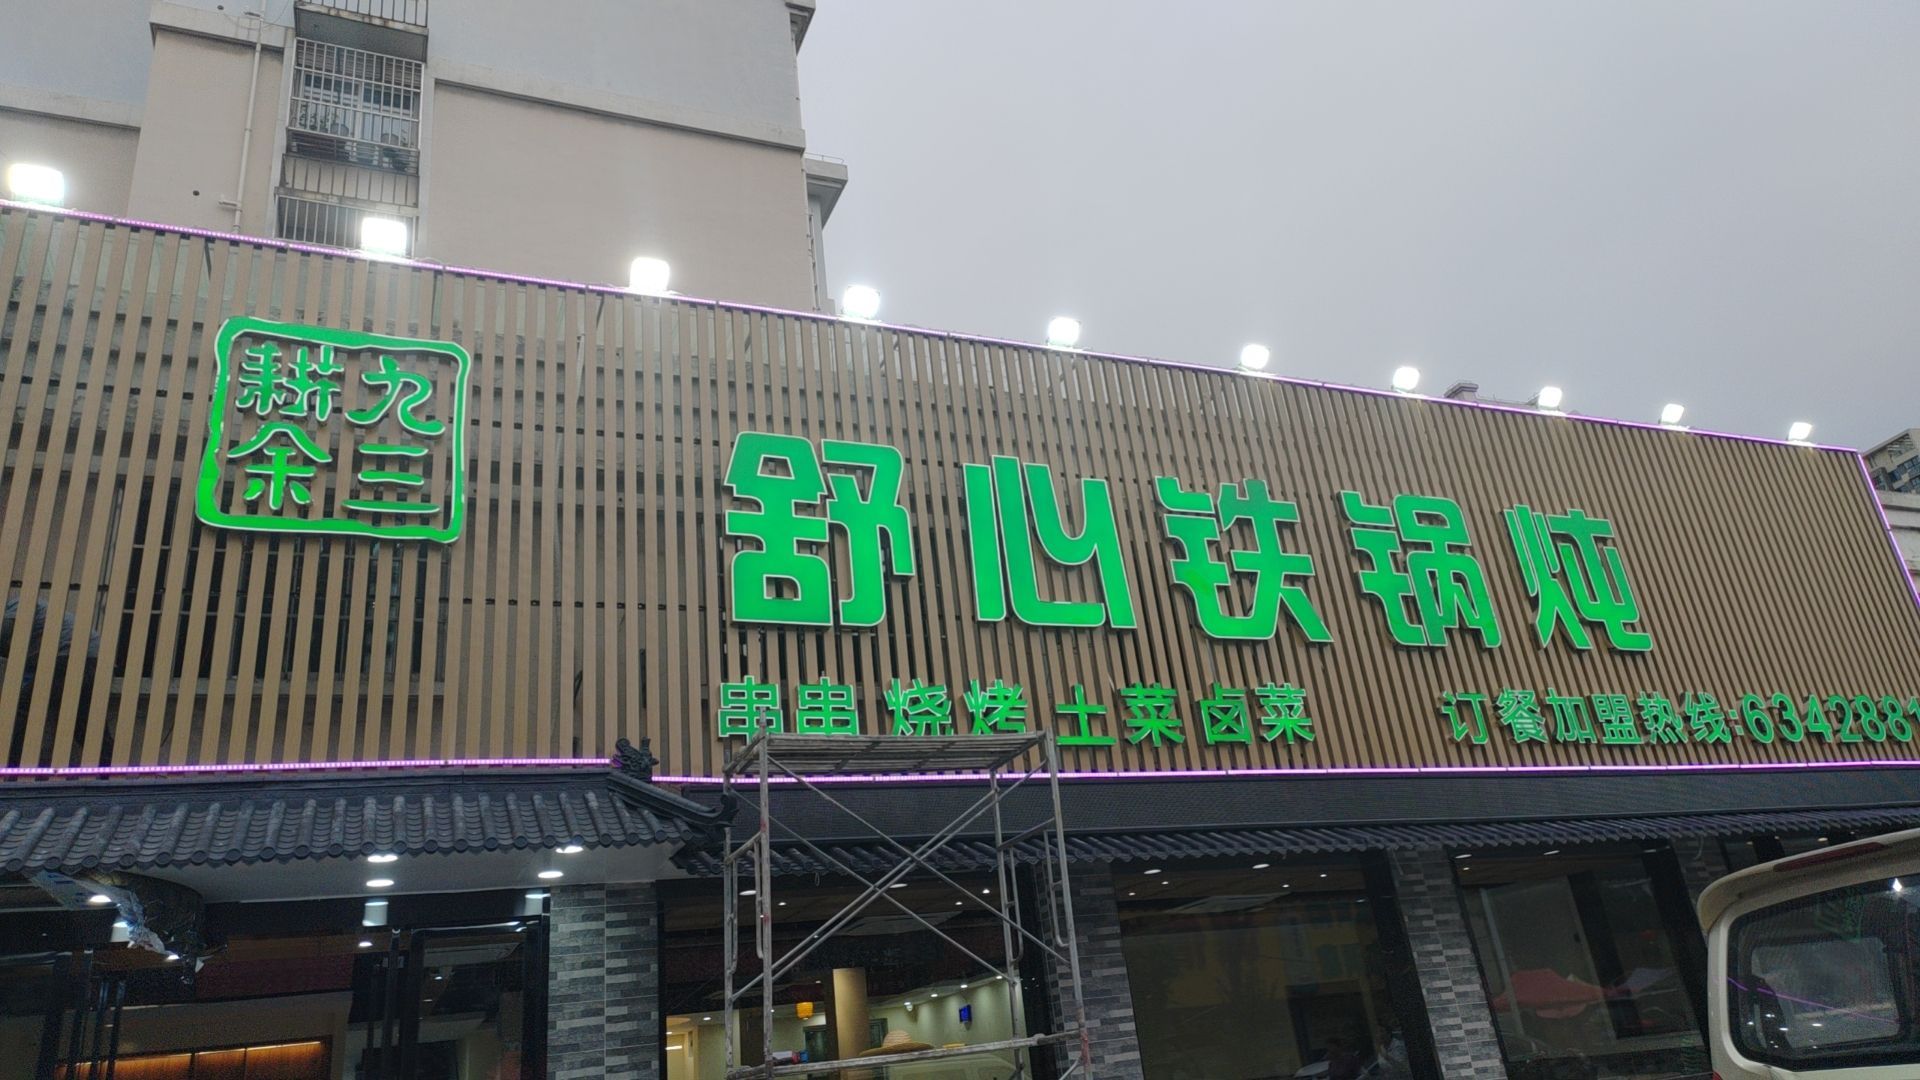 九三
耕余
舒心铁锅炖
串串 烧烤 土菜 卤菜
订餐加盟热线:6342881